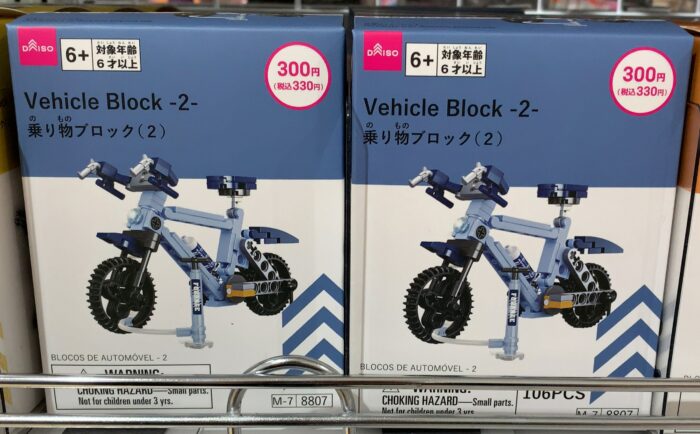 DAISO
6+
対象年齢
6才以上
300円
(税込330円)
Vehicle Block -2-
乗り物ブロック(2)
BLOCOS DE AUTOMÓVEL - 2
WARNING:
CHOKING HAZARD—Small parts.
Not for children under 3 yrs.
M-7 8807
DAISO
6+
対象年齢
6才以上
300円
(税込330円)
Vehicle Block -2-
乗り物ブロック(2)
BLOCOS DE AUTOMÓVEL - 2
WARNING:
CHOKING HAZARD—Small parts.
Not for children under 3 yrs.
106PCS
M-7 8807